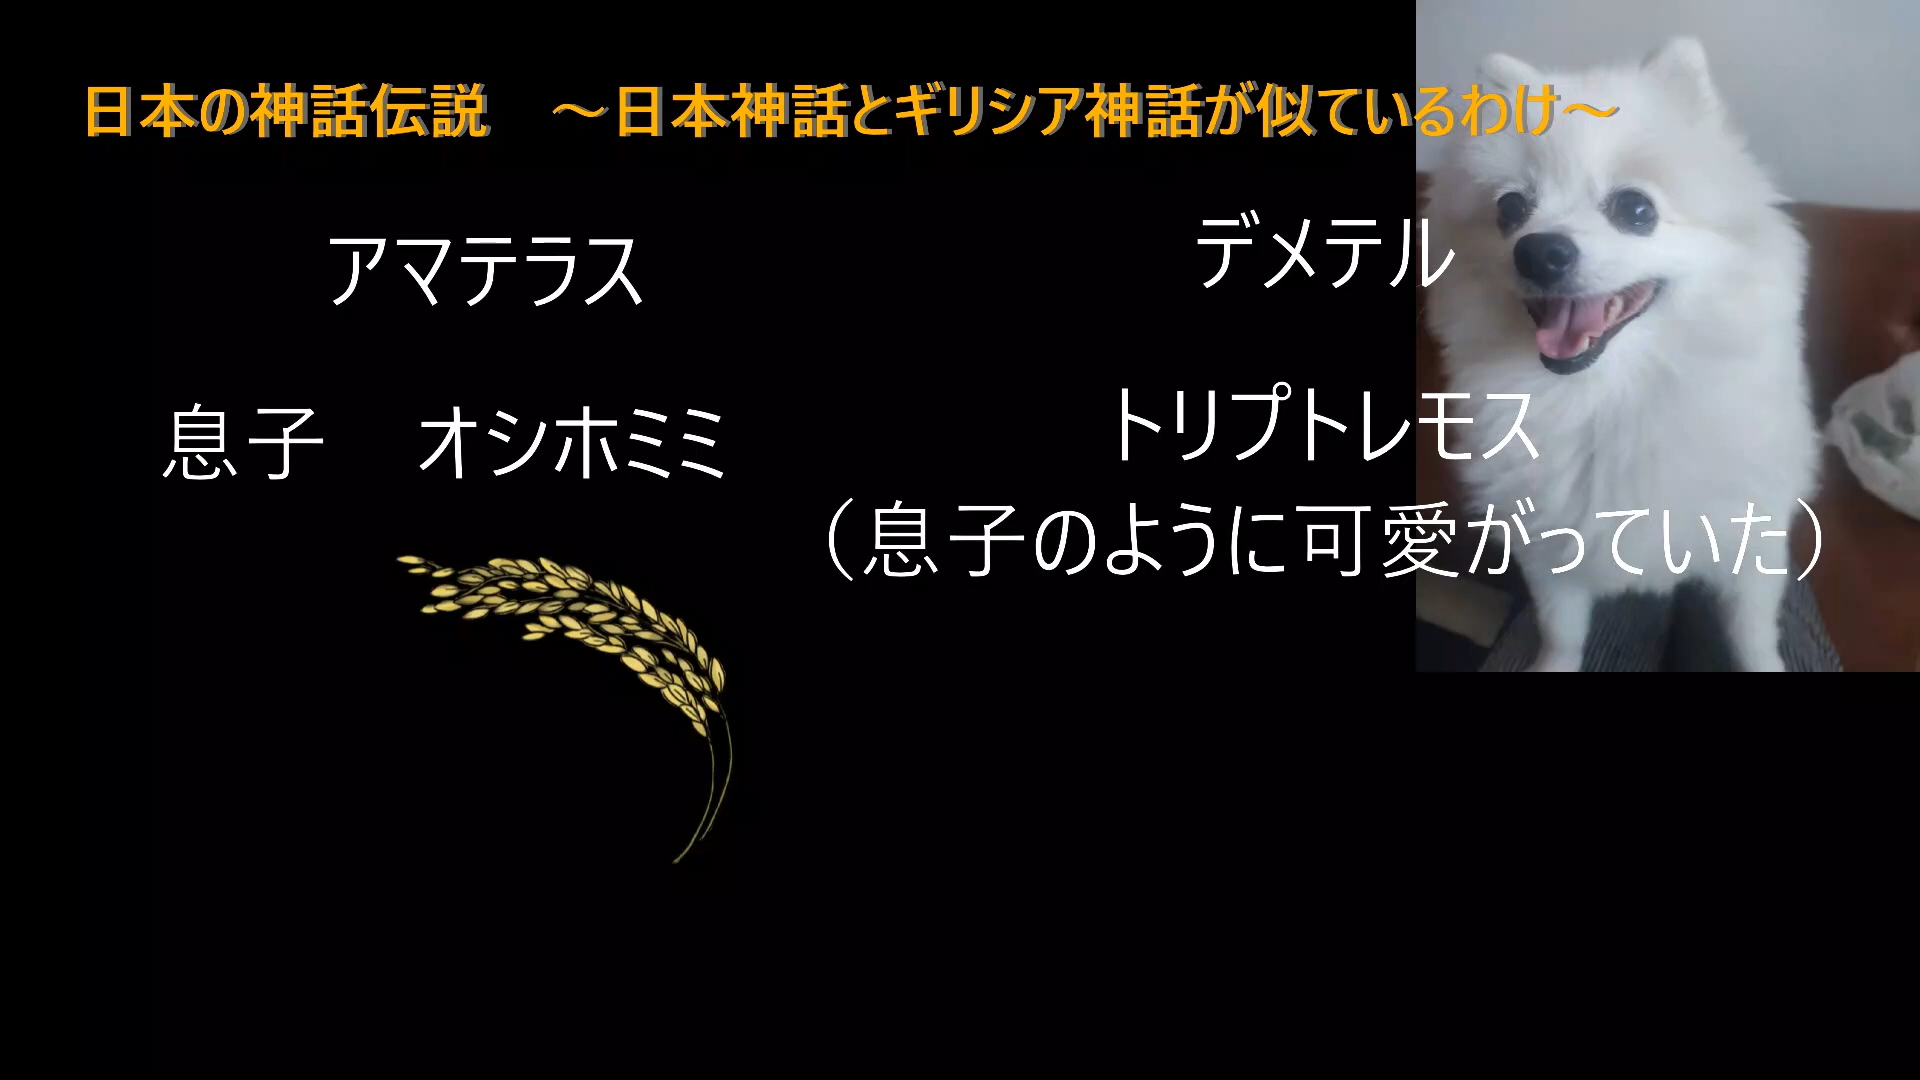 日本の神話伝説　～日本神話とギリシア神話が似ているわけ～
アマテラス
息子　オシホミミ
デメテル
トリプトレモス
（息子のように可愛がっていた）